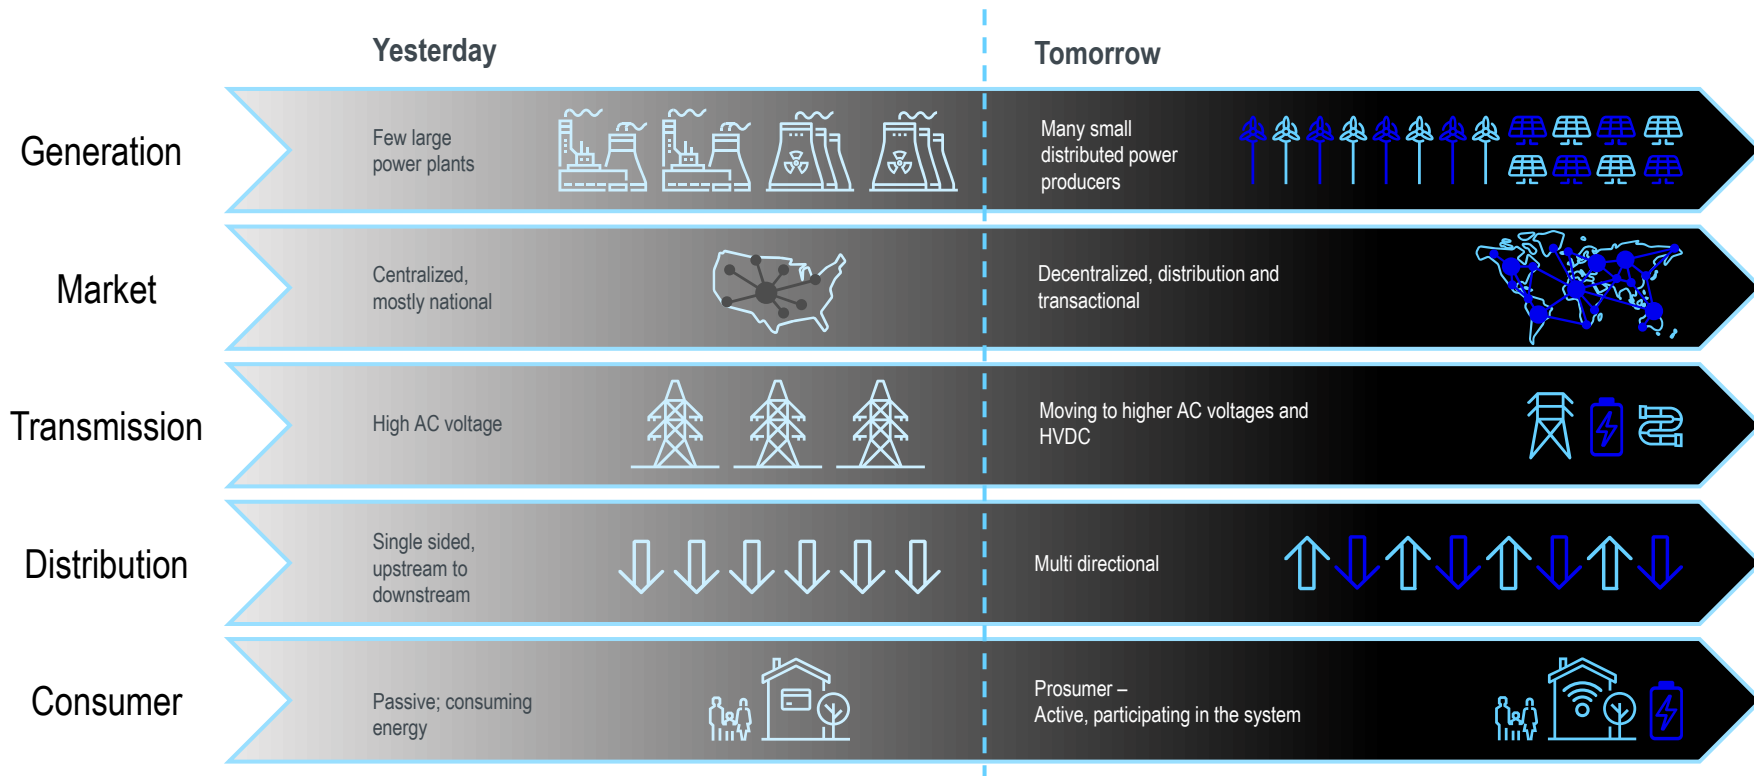 Yesterday
Tomorrow
Generation
Few large
power plants
Many small
distributed power
producers
Market
Centralized,
mostly national
Decentralized, distribution and
transactional
Transmission
High AC voltage
Moving to higher AC voltages and
HVDC
Distribution
Single sided,
upstream to
downstream
Multi directional
Consumer
Passive; consuming
energy
Prosumer –
Active, participating in the system